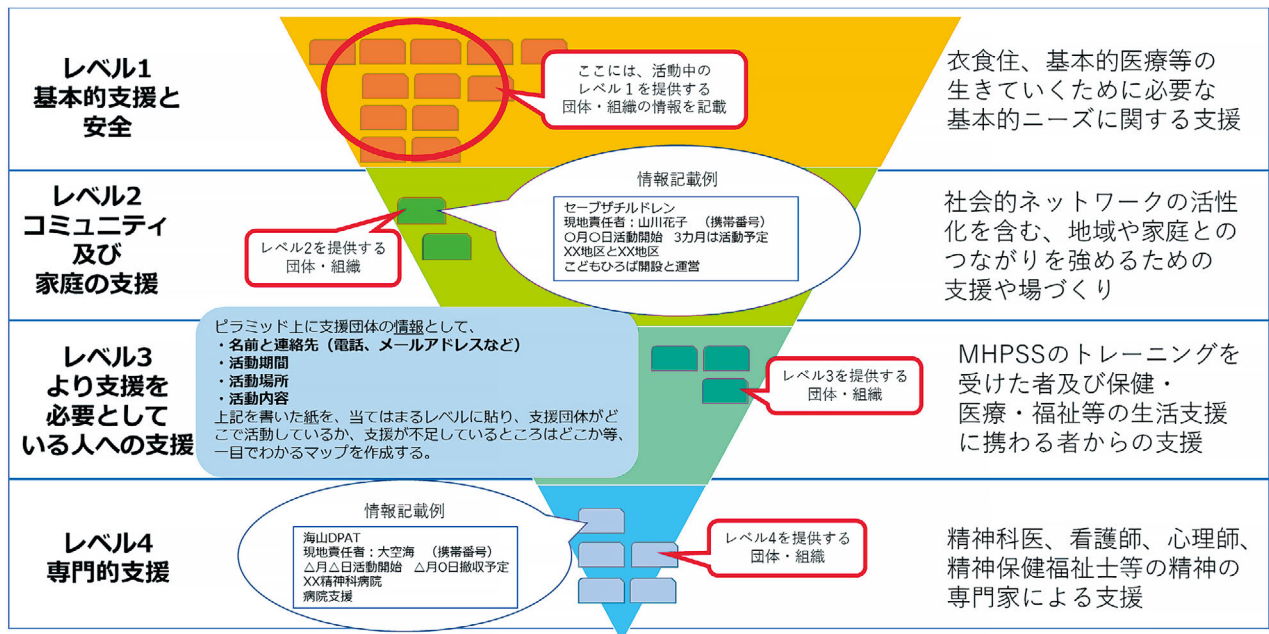 レベル1
基本的支援と
安全
ここには、活動中の
レベル１を提供する
団体・組織の情報を記載
衣食住、基本的医療等の
生きていくために必要な
基本的ニーズに関する支援
レベル2
コミュニティ
及び
家庭の支援
レベル2を提供する
団体・組織
情報記載例
セーブザチルドレン
現地責任者：山川花子　（携帯番号）
〇月〇日活動開始　3カ月は活動予定
XX地区とXX地区
こどもひろば開設と運営
社会的ネットワークの活性
化を含む、地域や家庭との
つながりを強めるための
支援や場づくり
レベル3
より支援を
必要として
いる人への支援
ピラミッド上に支援団体の情報として、
・名前と連絡先（電話、メールアドレスなど）
・活動期間
・活動場所
・活動内容
上記を書いた紙を、当てはまるレベルに貼り、支援団体がど
こで活動しているか、支援が不足しているところはどこか等、
一目でわかるマップを作成する。
レベル3を提供する
団体・組織
MHPSSのトレーニングを
受けた者及び保健・
医療・福祉等の生活支援
に携わる者からの支援
レベル4
専門的支援
情報記載例
海山DPAT
現地責任者：大空海　（携帯番号）
△月△日活動開始　△月〇日撤収予定
XX精神科病院
病院支援
レベル4を提供する
団体・組織
精神科医、看護師、心理師、
精神保健福祉士等の精神の
専門家による支援